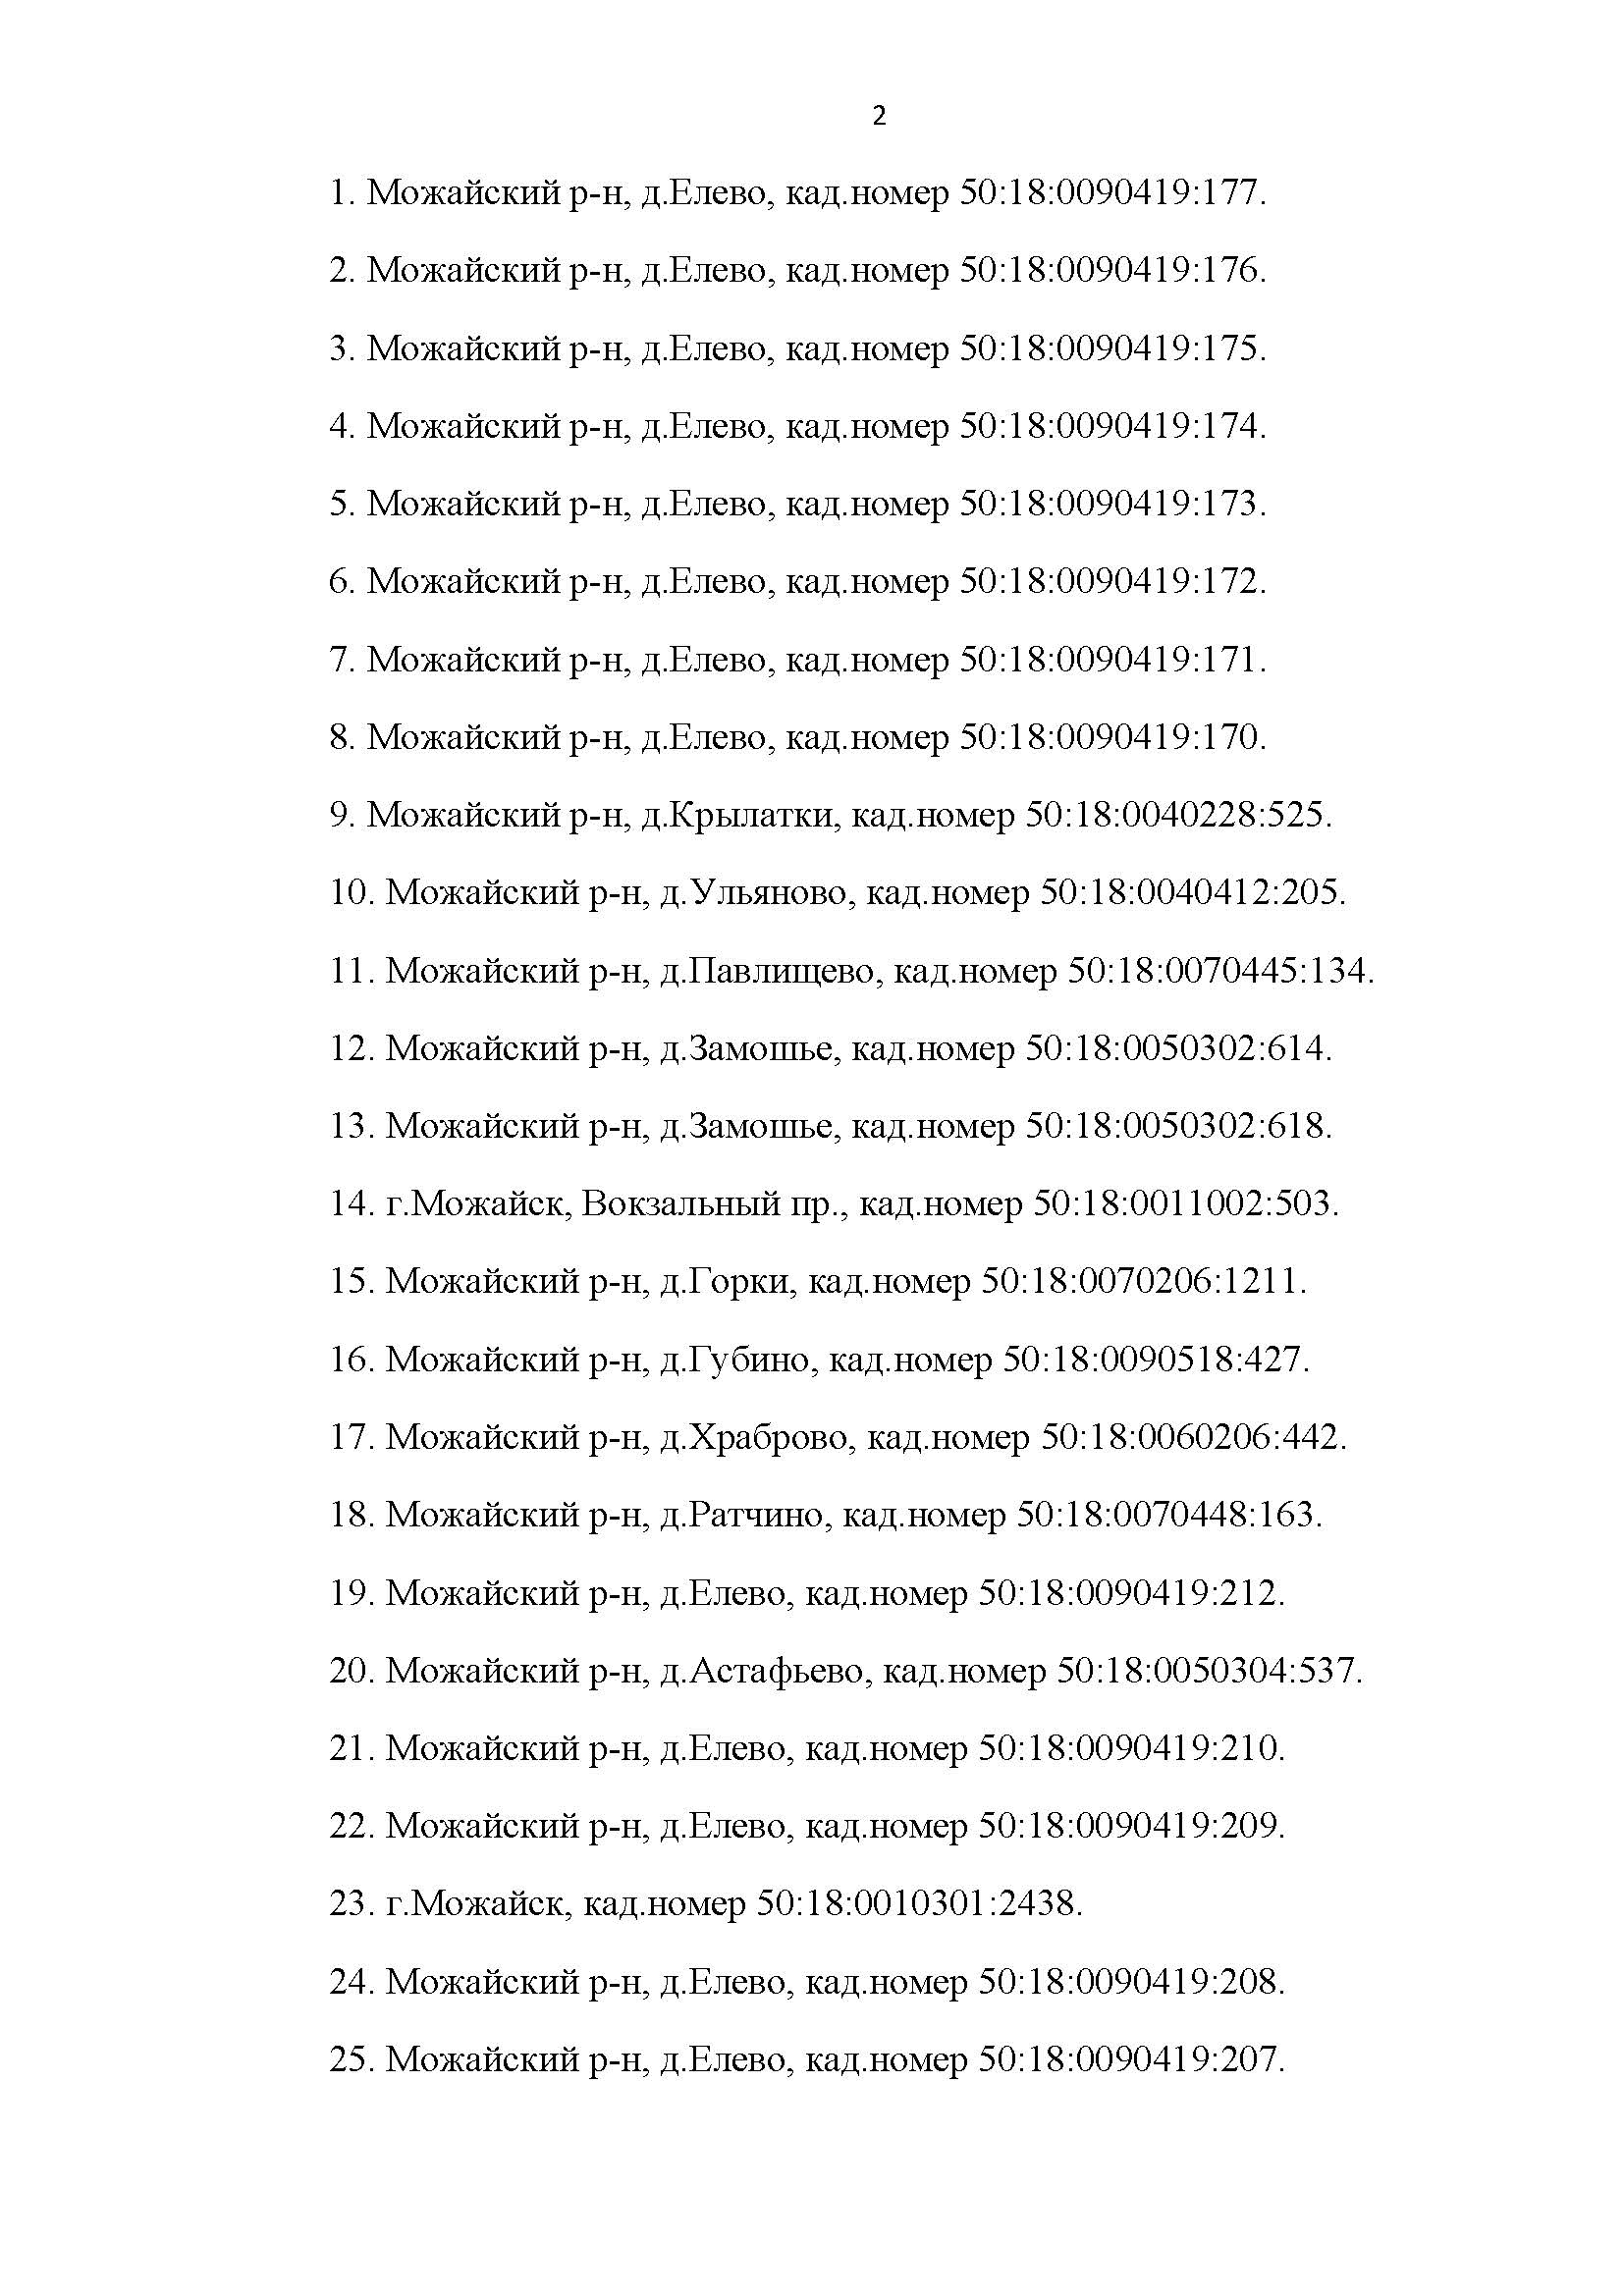 2
1. Можайский р-н, д.Елево, кад.номер 50:18:0090419:177.
2. Можайский р-н, д.Елево, кад.номер 50:18:0090419:176.
3. Можайский р-н, д.Елево, кад.номер 50:18:0090419:175.
4. Можайский р-н, д.Елево, кад.номер 50:18:0090419:174.
5. Можайский р-н, д.Елево, кад.номер 50:18:0090419:173.
6. Можайский р-н, д.Елево, кад.номер 50:18:0090419:172.
7. Можайский р-н, д.Елево, кад.номер 50:18:0090419:171.
8. Можайский р-н, д.Елево, кад.номер 50:18:0090419:170.
9. Можайский р-н, д.Крылатки, кад.номер 50:18:0040228:525.
10. Можайский р-н, д.Ульяново, кад.номер 50:18:0040412:205.
11. Можайский р-н, д.Павлищево, кад.номер 50:18:0070445:134.
12. Можайский р-н, д.Замошье, кад.номер 50:18:0050302:614.
13. Можайский р-н, д.Замошье, кад.номер 50:18:0050302:618.
14. г.Можайск, Вокзальный пр., кад.номер 50:18:0011002:503.
15. Можайский р-н, д.Горки, кад.номер 50:18:0070206:1211.
16. Можайский р-н, д.Губино, кад.номер 50:18:0090518:427.
17. Можайский р-н, д.Храброво, кад.номер 50:18:0060206:442.
18. Можайский р-н, д.Ратчино, кад.номер 50:18:0070448:163.
19. Можайский р-н, д.Елево, кад.номер 50:18:0090419:212.
20. Можайский р-н, д.Астафьево, кад.номер 50:18:0050304:537.
21. Можайский р-н, д.Елево, кад.номер 50:18:0090419:210.
22. Можайский р-н, д.Елево, кад.номер 50:18:0090419:209.
23. г.Можайск, кад.номер 50:18:0010301:2438.
24. Можайский р-н, д.Елево, кад.номер 50:18:0090419:208.
25. Можайский р-н, д.Елево, кад.номер 50:18:0090419:207.